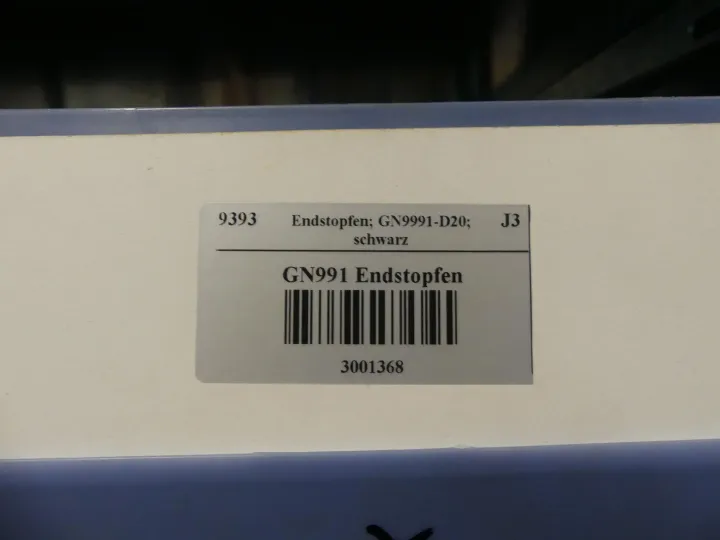 9393 Endstopfen; GN9991-D20; J3
schwarz
GN991 Endstopfen
3001368